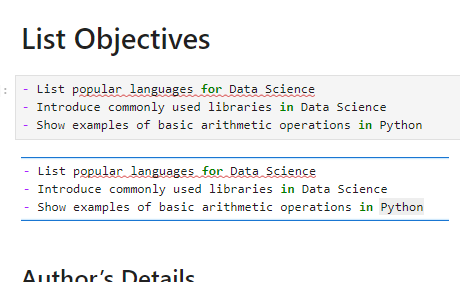 List Objectives
:
- List popular languages for Data Science
- Introduce commonly used libraries in Data Science
- Show examples of basic arithmetic operations in Python
- List popular languages for Data Science
- Introduce commonly used libraries in Data Science
- Show examples of basic arithmetic operations in Python
Author's Details